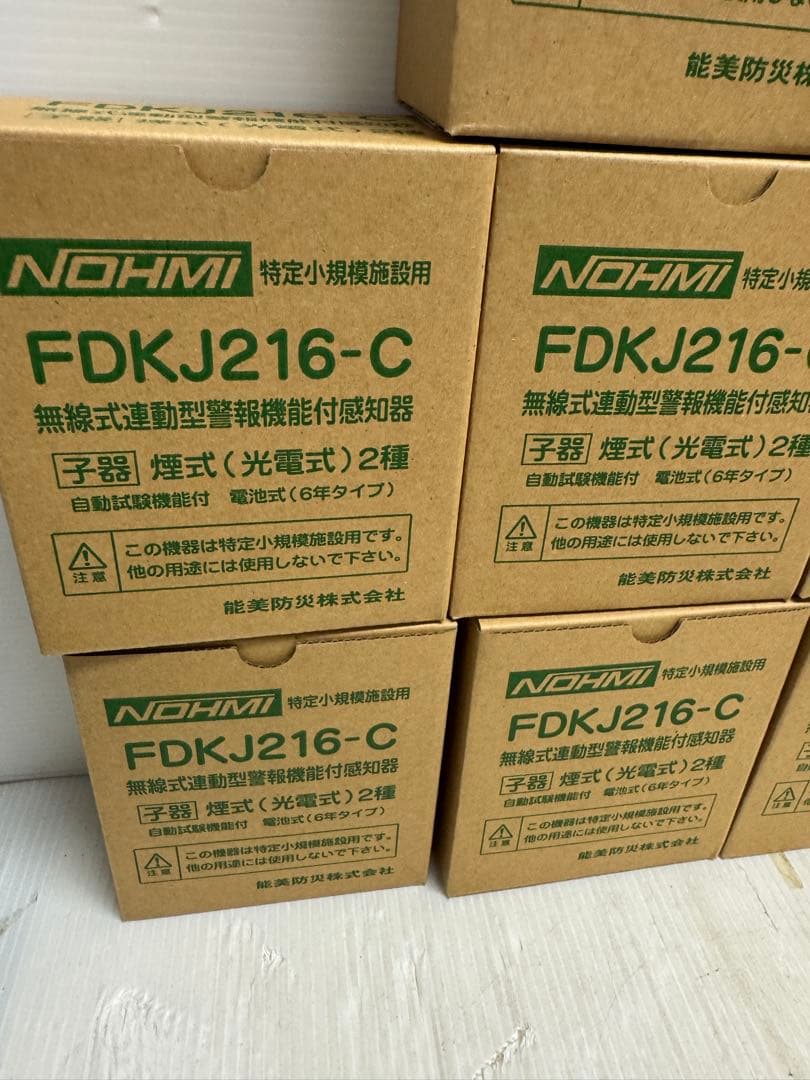 能美防災株
FDKJ216-C
NOHMI 特定小規模施設用
FDKJ216-C
無線式連動型警報機能付感知器
子器 煙式(光電式)2種
自動試験機能付 電池式(6年タイプ)
注意
この機器は特定小規模施設用です。
他の用途には使用しないで下さい。
能美防災株式会社
NOHMI 特定小規
FDKJ216-C
無線式連動型警報機能付感知
子器 煙式(光電式)2種
自動試験機能付 電池式(6年タイプ)
注意
この機器は特定小規模施設用です。
他の用途には使用しないで下さい。
能美防災株式会社
NOHMI 特定小規模施設用
FDKJ216-C
無線式連動型警報機能付感知器
子器 煙式(光電式)2種
自動試験機能付 電池式(6年タイプ)
注意
この機器は特定小規模施設用です。
他の用途には使用しないで下さい。
能美防災株式会社
NOHMI 特定小規模施設用
FDKJ216-C
無線式連動型警報機能付感知器
子器 煙式(光電式)2種
自動試験機能付 電池式(6年タイプ)
注意
この機器は特定小規模施設用です。
他の用途には使用しないで下さい。
能美防災株式会社
注意